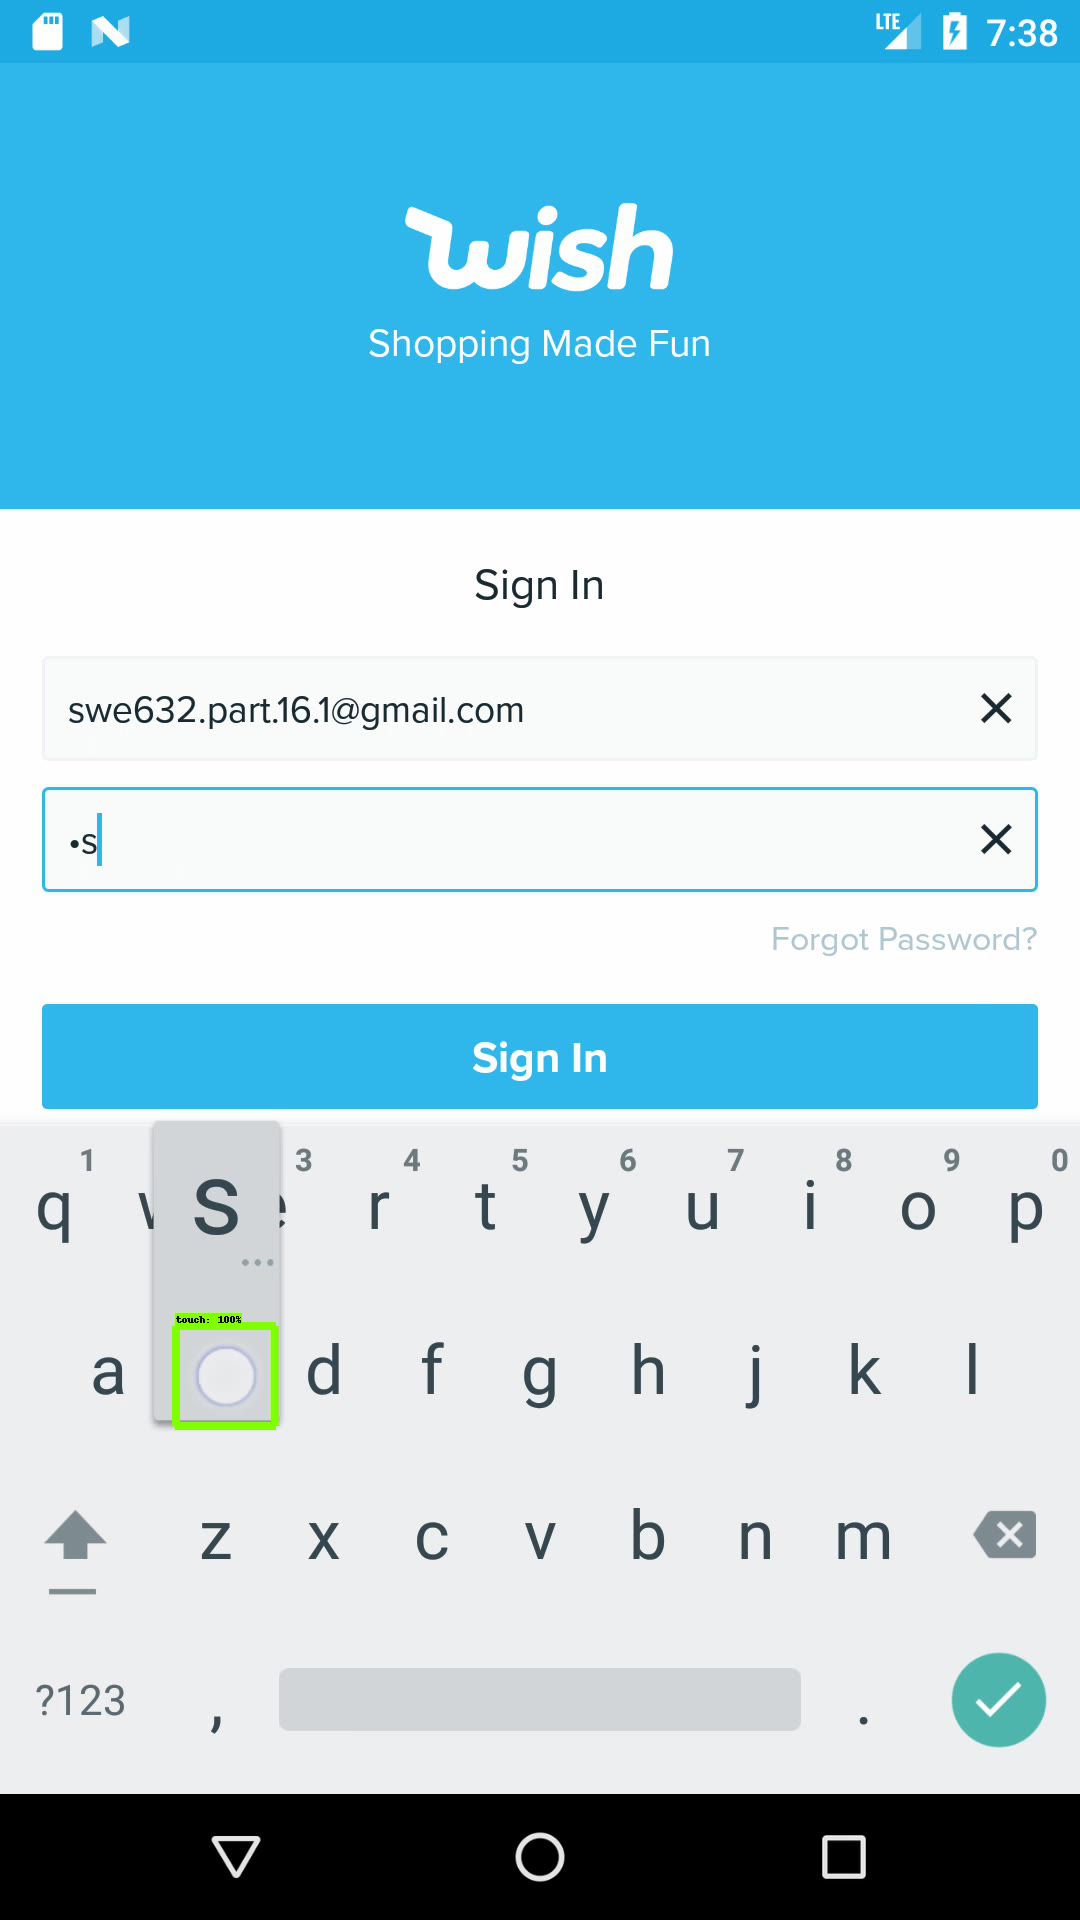 LTE 7:38
wish
Shopping Made Fun
Sign In
swe632.part.16.1@gmail.com
•s
Forgot Password?
Sign In
1 3 4 5 6 7 8 9 0
q w s e r t y u i o p
touch: 100%
a d f g h j k l
z x c v b n m
?123 , .